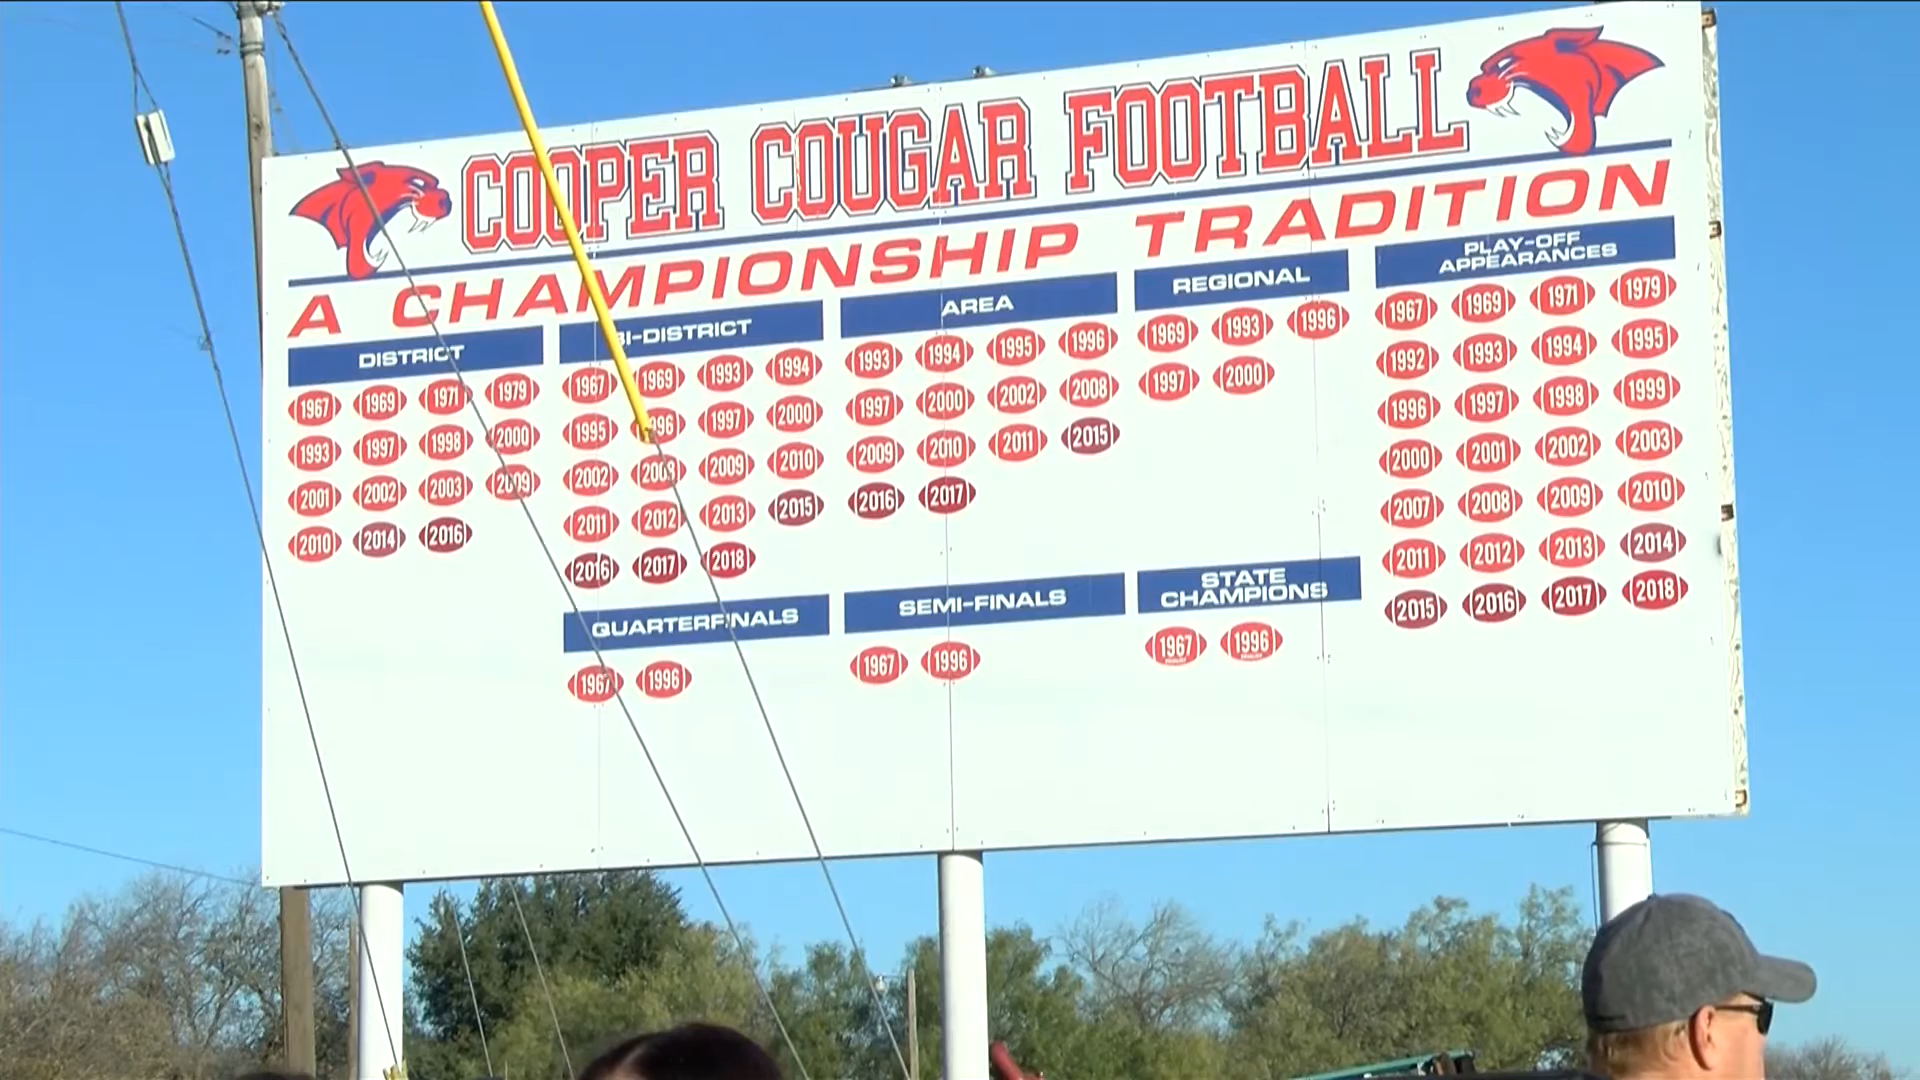 COOPER COUGAR FOOTBALL
A CHAMPIONSHIP TRADITION
DISTRICT
1967 1969 1971 1979
1993 1997 1998 2000
2001 2002 2003 2009
2010 2014 2016
BI-DISTRICT
1967 1969 1993 1994
1995 1996 1997 2000
2002 2008 2009 2010
2011 2012 2013 2015
2016 2017 2018
AREA
1993 1994 1995 1996
1997 2000 2002 2008
2009 2010 2011 2015
2016 2017
REGIONAL
1969 1993 1996
1997 2000
PLAY-OFF
APPEARANCES
1967 1969 1971 1979
1992 1993 1994 1995
1996 1997 1998 1999
2000 2001 2002 2003
2007 2008 2009 2010
2011 2012 2013 2014
2015 2016 2017 2018
QUARTERFINALS
1967 1996
SEMI-FINALS
1967 1996
STATE
CHAMPIONS
1967 1996